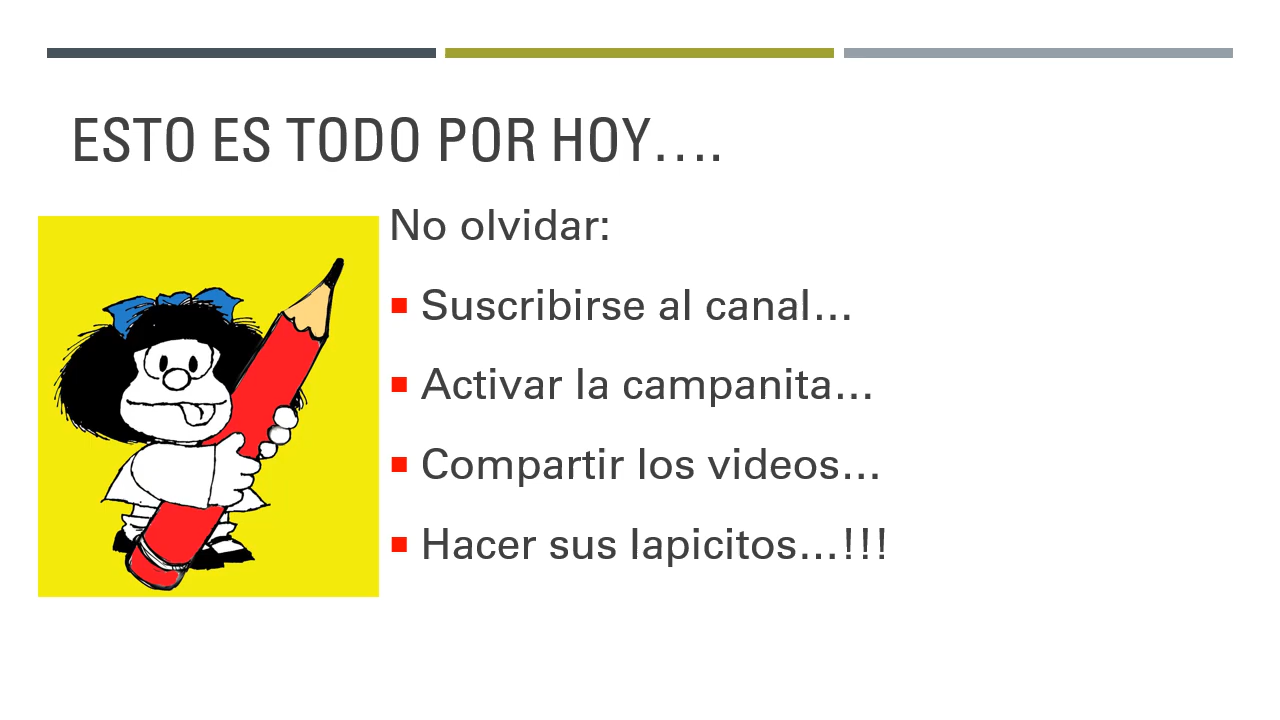 ESTO ES TODO POR HOY….
No olvidar:
Suscribirse al canal…
Activar la campanita…
Compartir los videos…
Hacer sus lapicitos…!!!